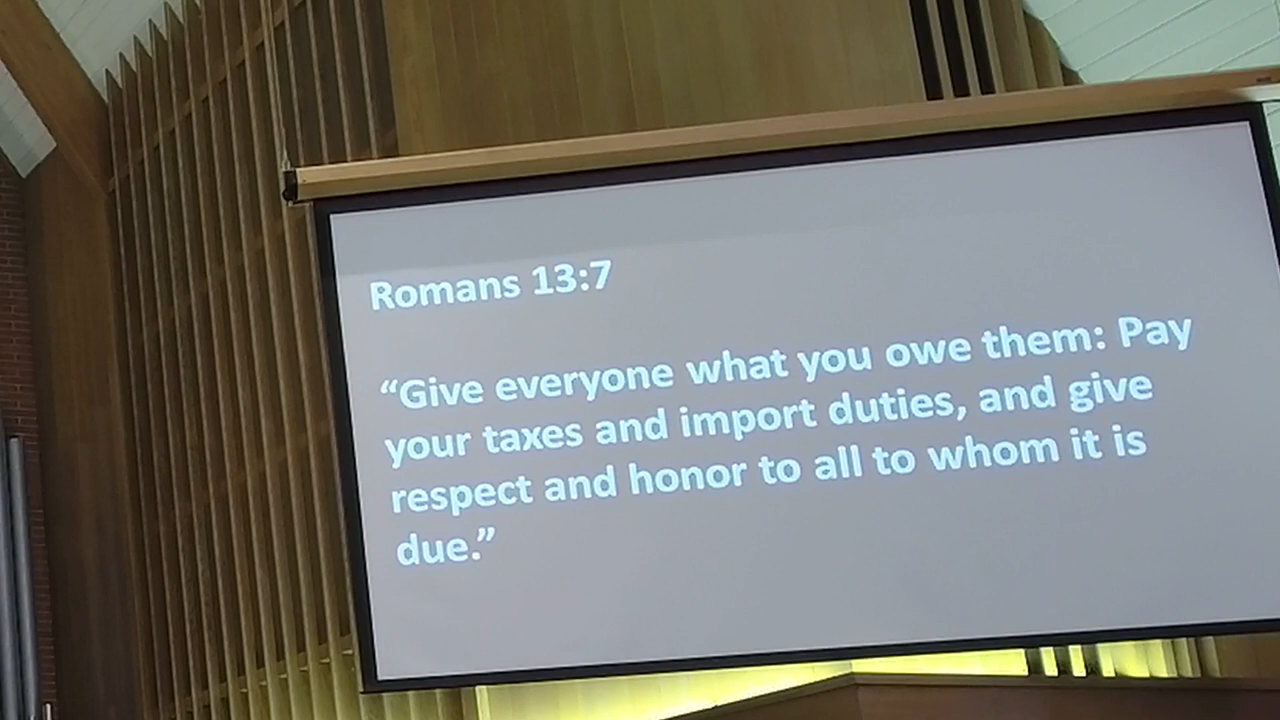 Romans 13:7
“Give everyone what you owe them: Pay
your taxes and import duties, and give
respect and honor to all to whom it is
due.”